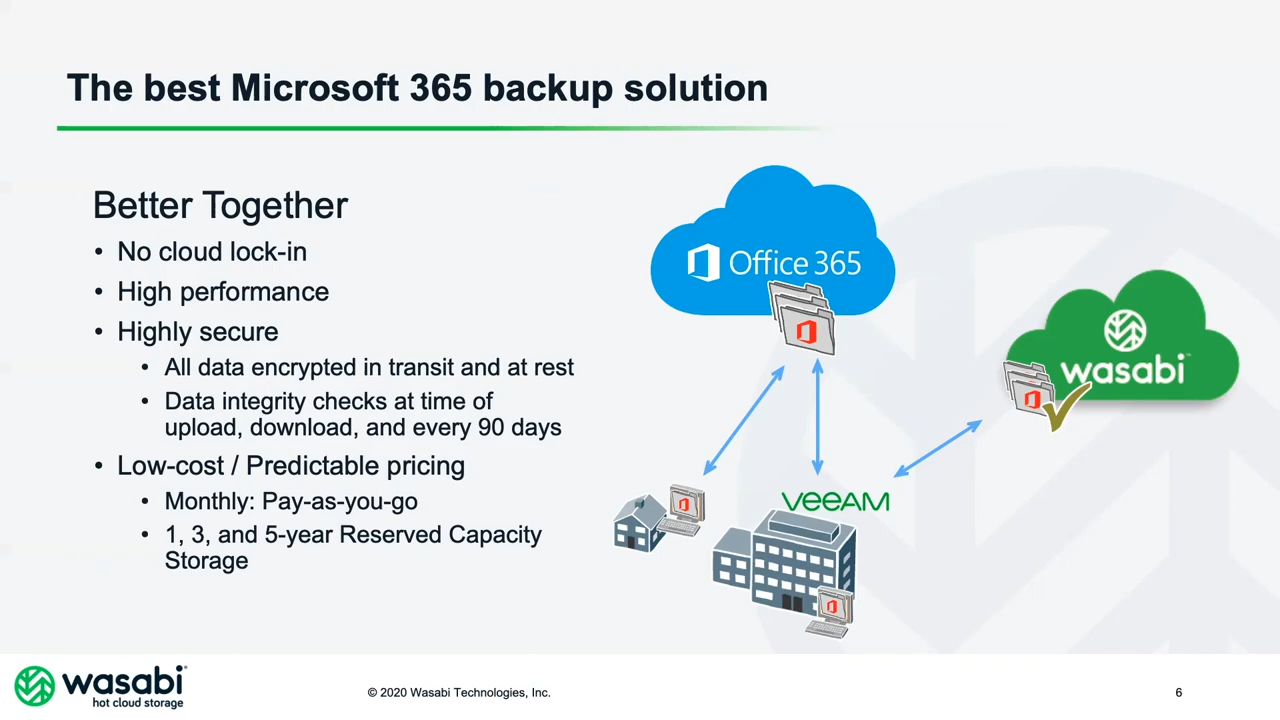 The best Microsoft 365 backup solution
Better Together
• No cloud lock-in
• High performance
• Highly secure
• All data encrypted in transit and at rest
• Data integrity checks at time of
upload, download, and every 90 days
• Low-cost / Predictable pricing
• Monthly: Pay-as-you-go
• 1, 3, and 5-year Reserved Capacity
Storage
Office 365
wasabi™
veeAM
wasabi®
hot cloud storage
© 2020 Wasabi Technologies, Inc.
6